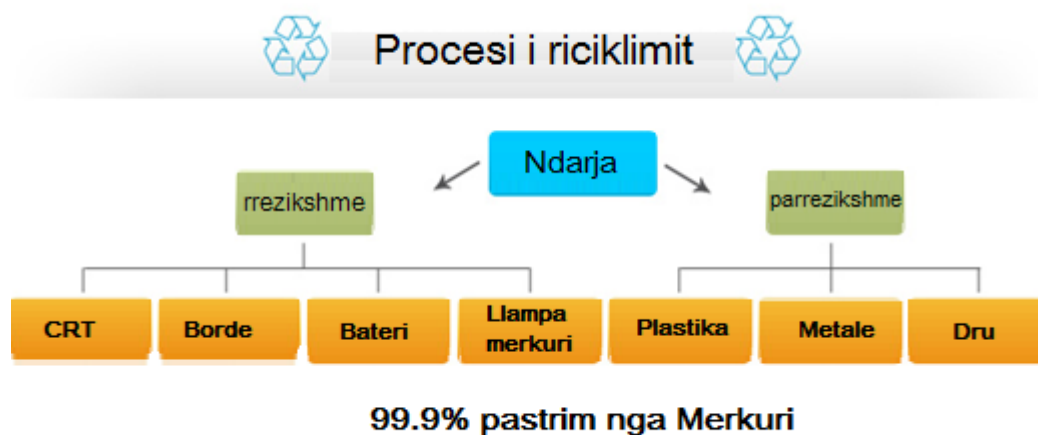 Procesi i riciklimit
Ndarja
rrezikshme
parrezikshme
CRT
Borde
Bateri
Llampa
merkuri
Plastika
Metale
Dru
99.9% pastrim nga Merkuri